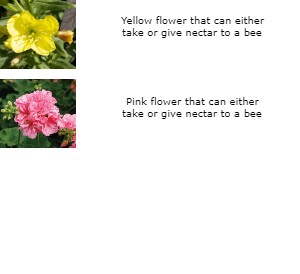 Yellow flower that can either
take or give nectar to a bee
Pink flower that can either
take or give nectar to a bee